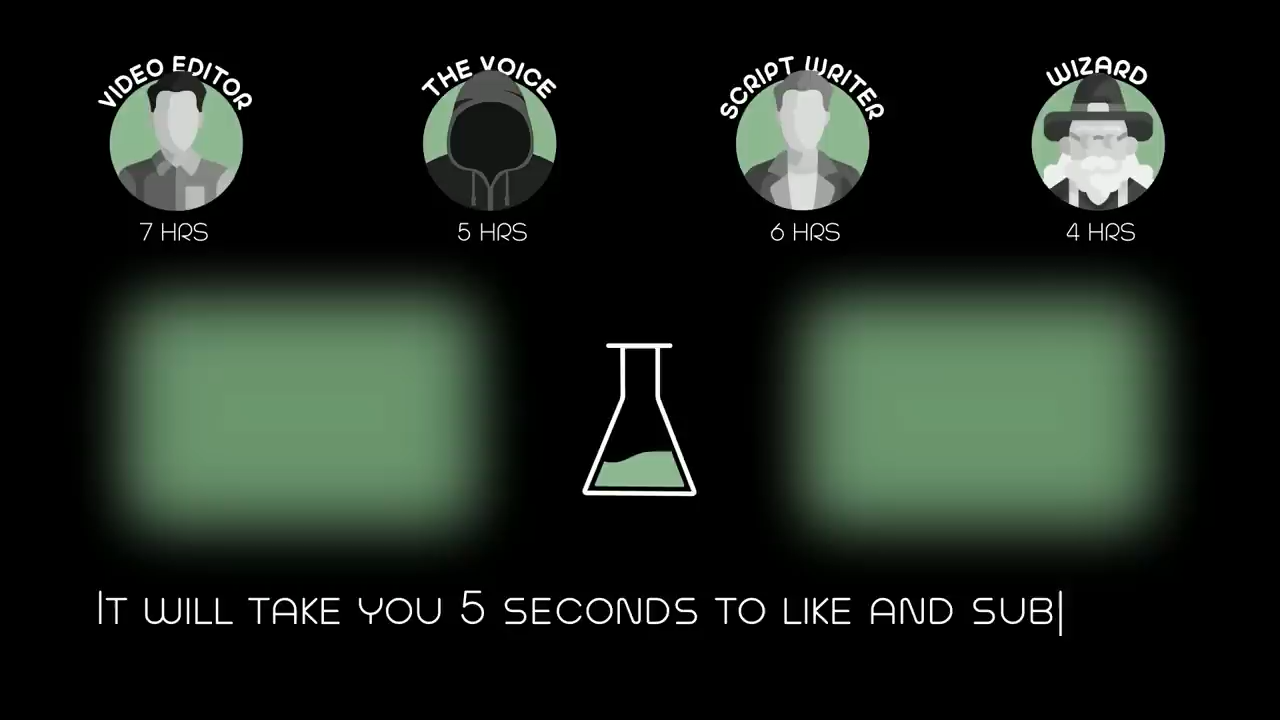 VIDEO EDITOR
THE VOICE
SCRIPT WRITER
WIZARD
7 HRS
5 HRS
6 HRS
4 HRS
IT WILL TAKE YOU 5 SECONDS TO LIKE AND SUB|